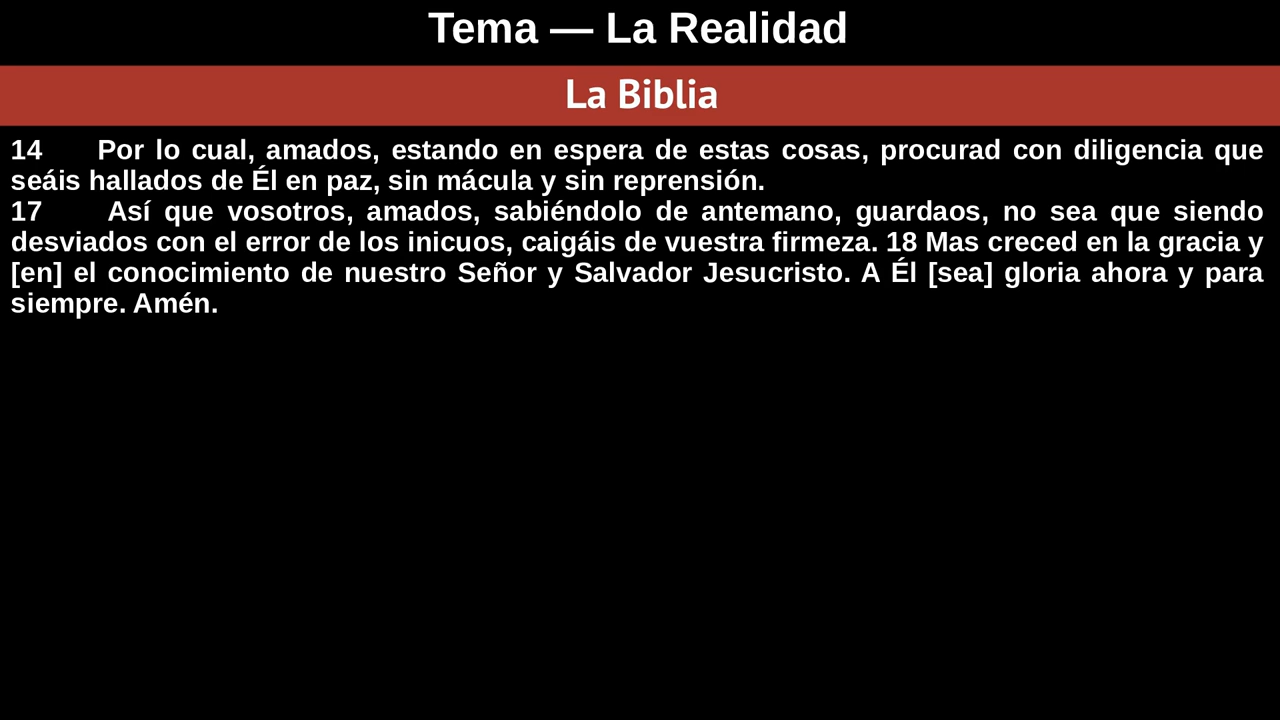 Tema — La Realidad
La Biblia
14 Por lo cual, amados, estando en espera de estas cosas, procurad con diligencia que
seáis hallados de Él en paz, sin mácula y sin reprensión.
17 Así que vosotros, amados, sabiéndolo de antemano, guardaos, no sea que siendo
desviados con el error de los inicuos, caigáis de vuestra firmeza. 18 Mas creced en la gracia y
[en] el conocimiento de nuestro Señor y Salvador Jesucristo. A Él [sea] gloria ahora y para
siempre. Amén.